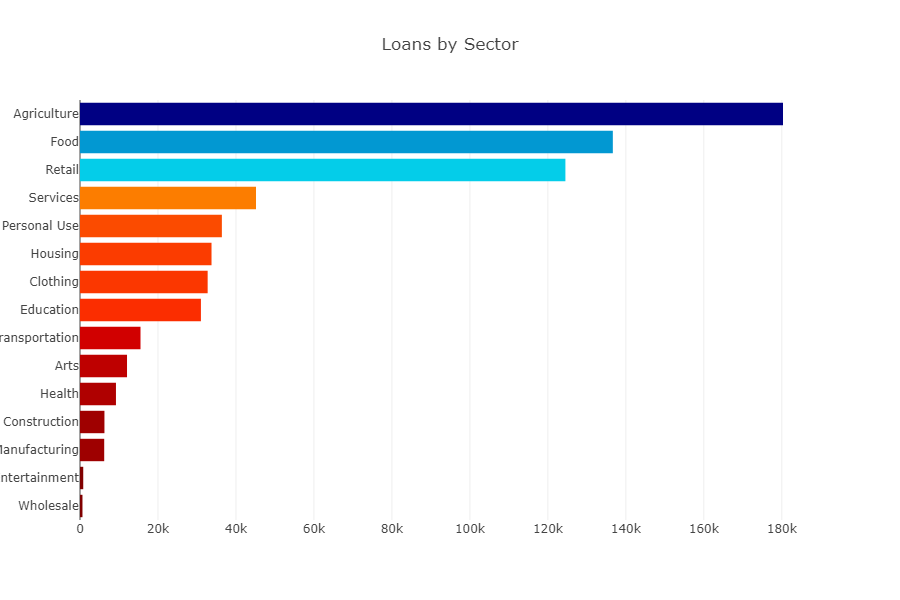 Loans by Sector
Agriculture
Food
Retail
Services
Personal Use
Housing
Clothing
Education
ransportation
Arts
Health
Construction
Manufacturing
ntertainment
Wholesale
0 20k 40k 60k 80k 100k 120k 140k 160k 180k